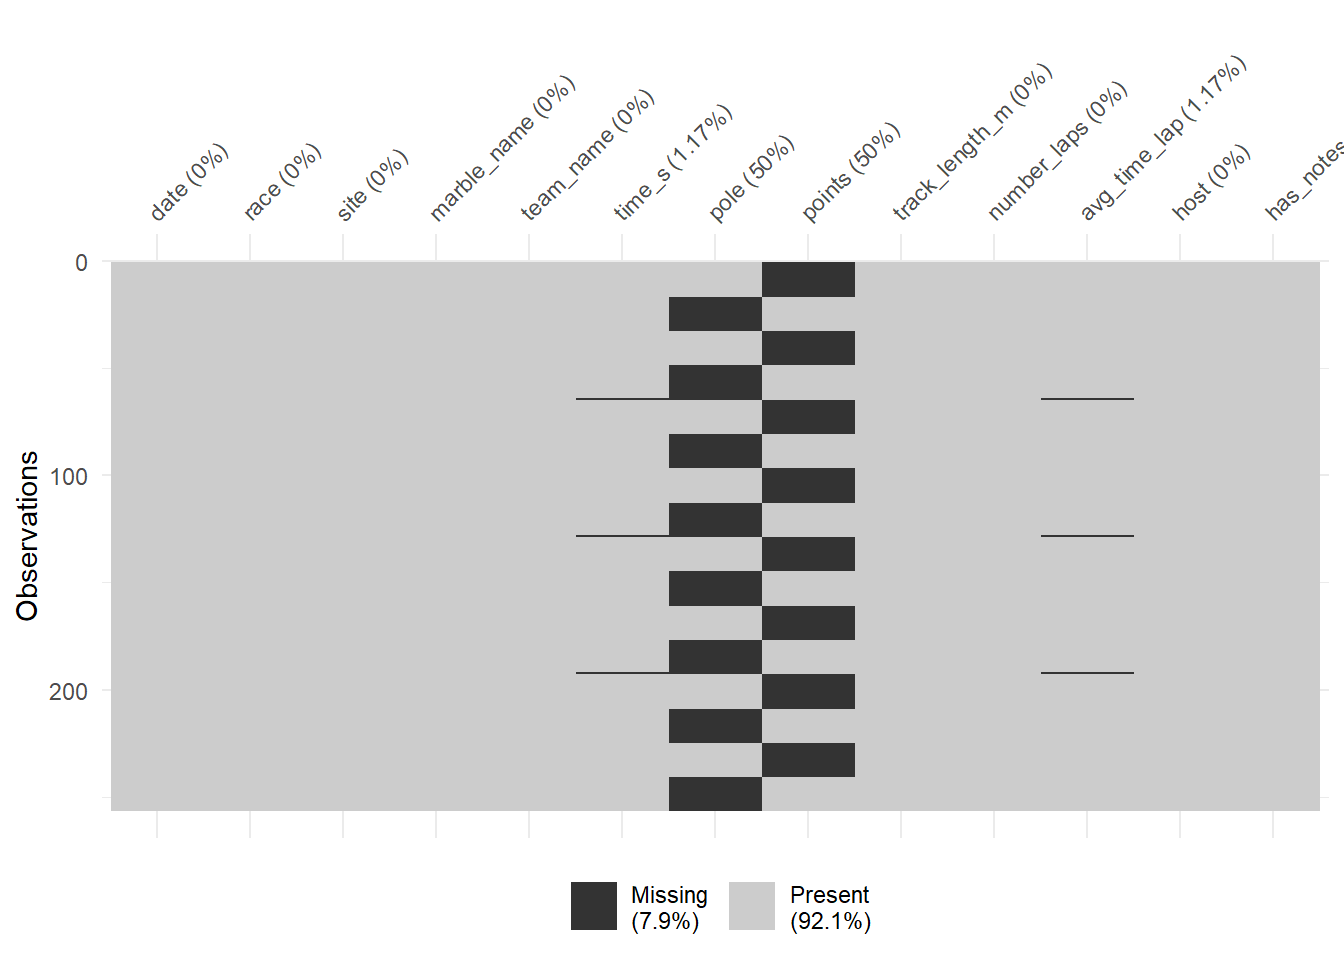 date (0%)
race (0%)
site (0%)
marble_name (0%)
team_name (0%)
time_s (1.17%)
pole (50%)
points (50%)
track_length_m (0%)
number_laps (0%)
avg_time_lap (1.17%)
host (0%)
has_notes
0
100
200
Observations
Missing
(7.9%)
Present
(92.1%)